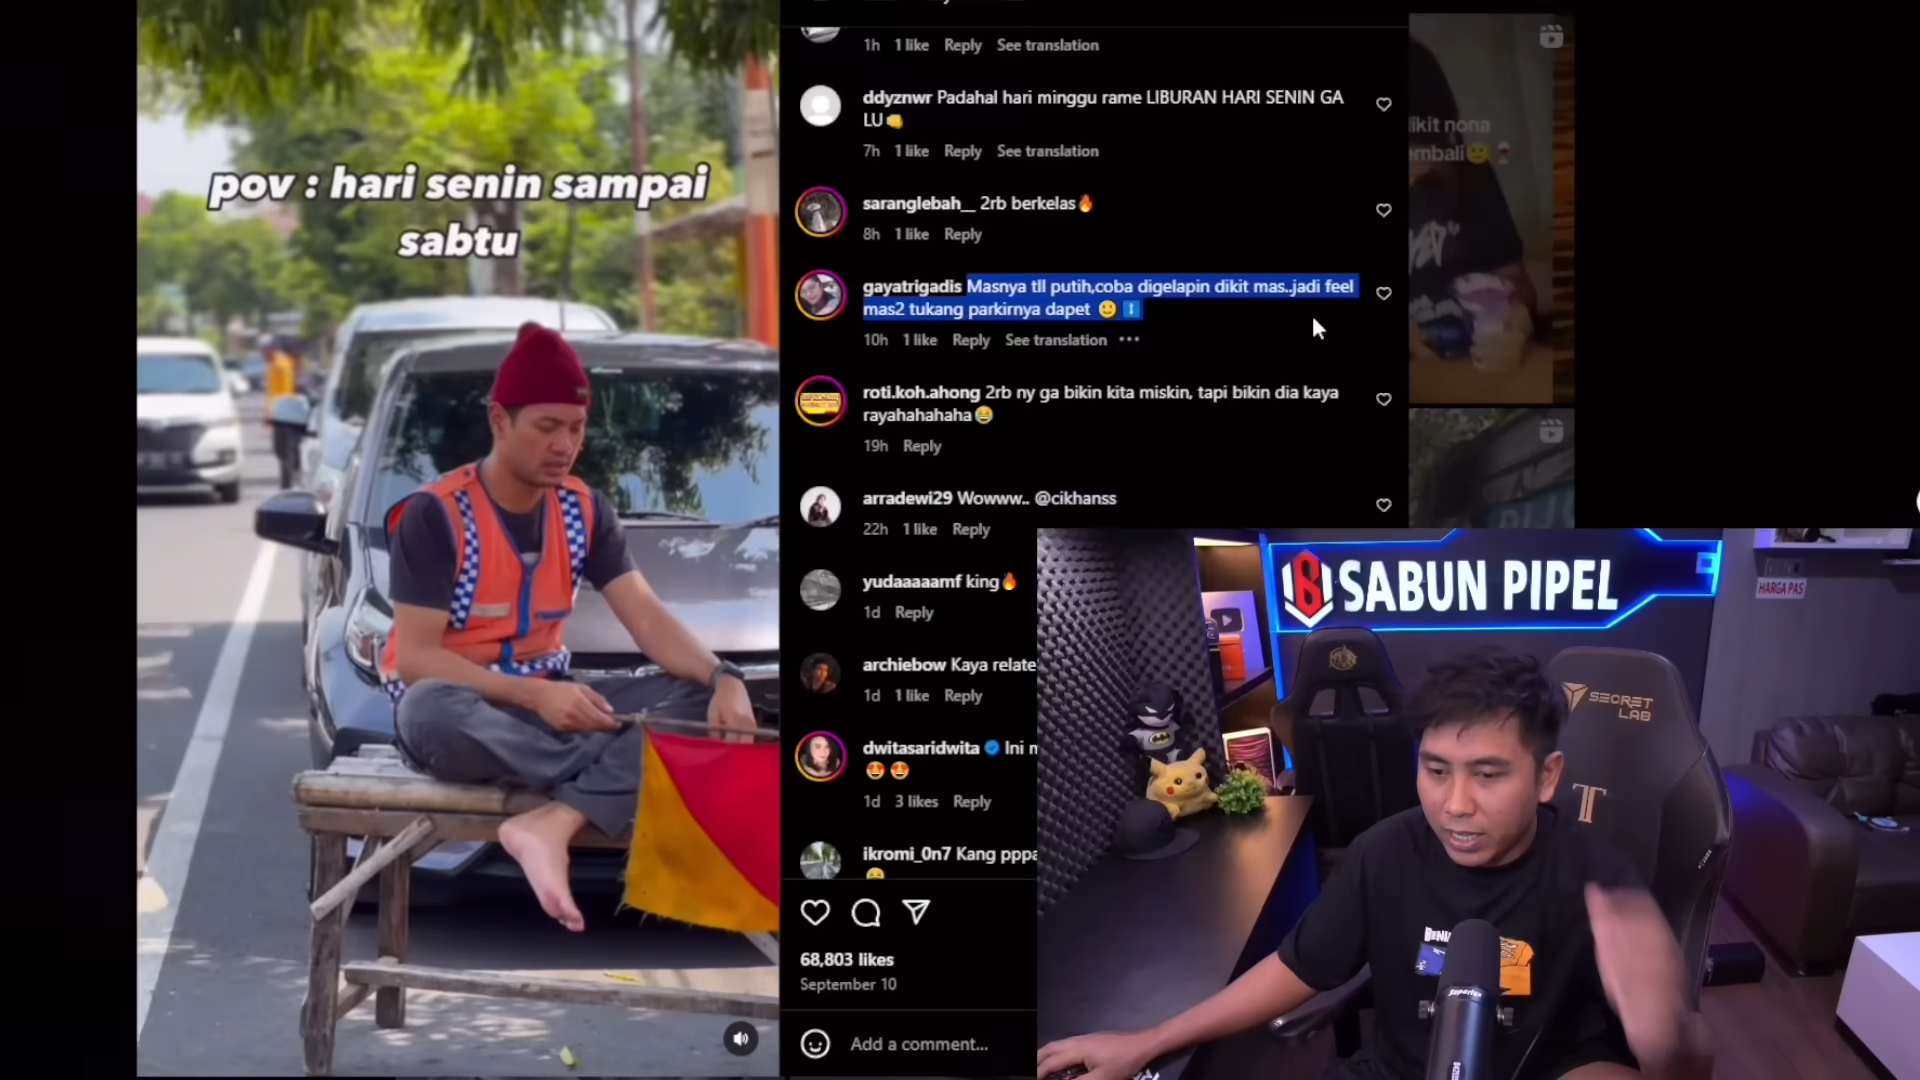 pov : hari senin sampai
sabtu
1h 1 like Reply See translation
ddyznwr Padahal hari minggu rame LIBURAN HARI SENIN GA
LU
7h 1 like Reply See translation
saranglebah__ 2rb berkelas🔥
8h 1 like Reply
gayatrigadis Masnya tll putih,coba digelapin dikit mas..jadi feel
mas2 tukang parkirnya dapet
10h 1 like Reply See translation •••
roti.koh.ahong 2rb ny ga bikin kita miskin, tapi bikin dia kaya
rayahahahaha😂
19h Reply
arradewi29 Wowww.. @cikhanss
22h 1 like Reply
yudaaaaamf king🔥
1d Reply
archiebow Kaya relate
1d 1 like Reply
dwitasaridwita Ini
😍 😍
1d 3 likes Reply
ikromi_0n7 Kang pppa
68,803 likes
September 10
Add a comment...
ikit nona
embali
SABUN PIPEL
HARGA PAS
SECRET
LAB